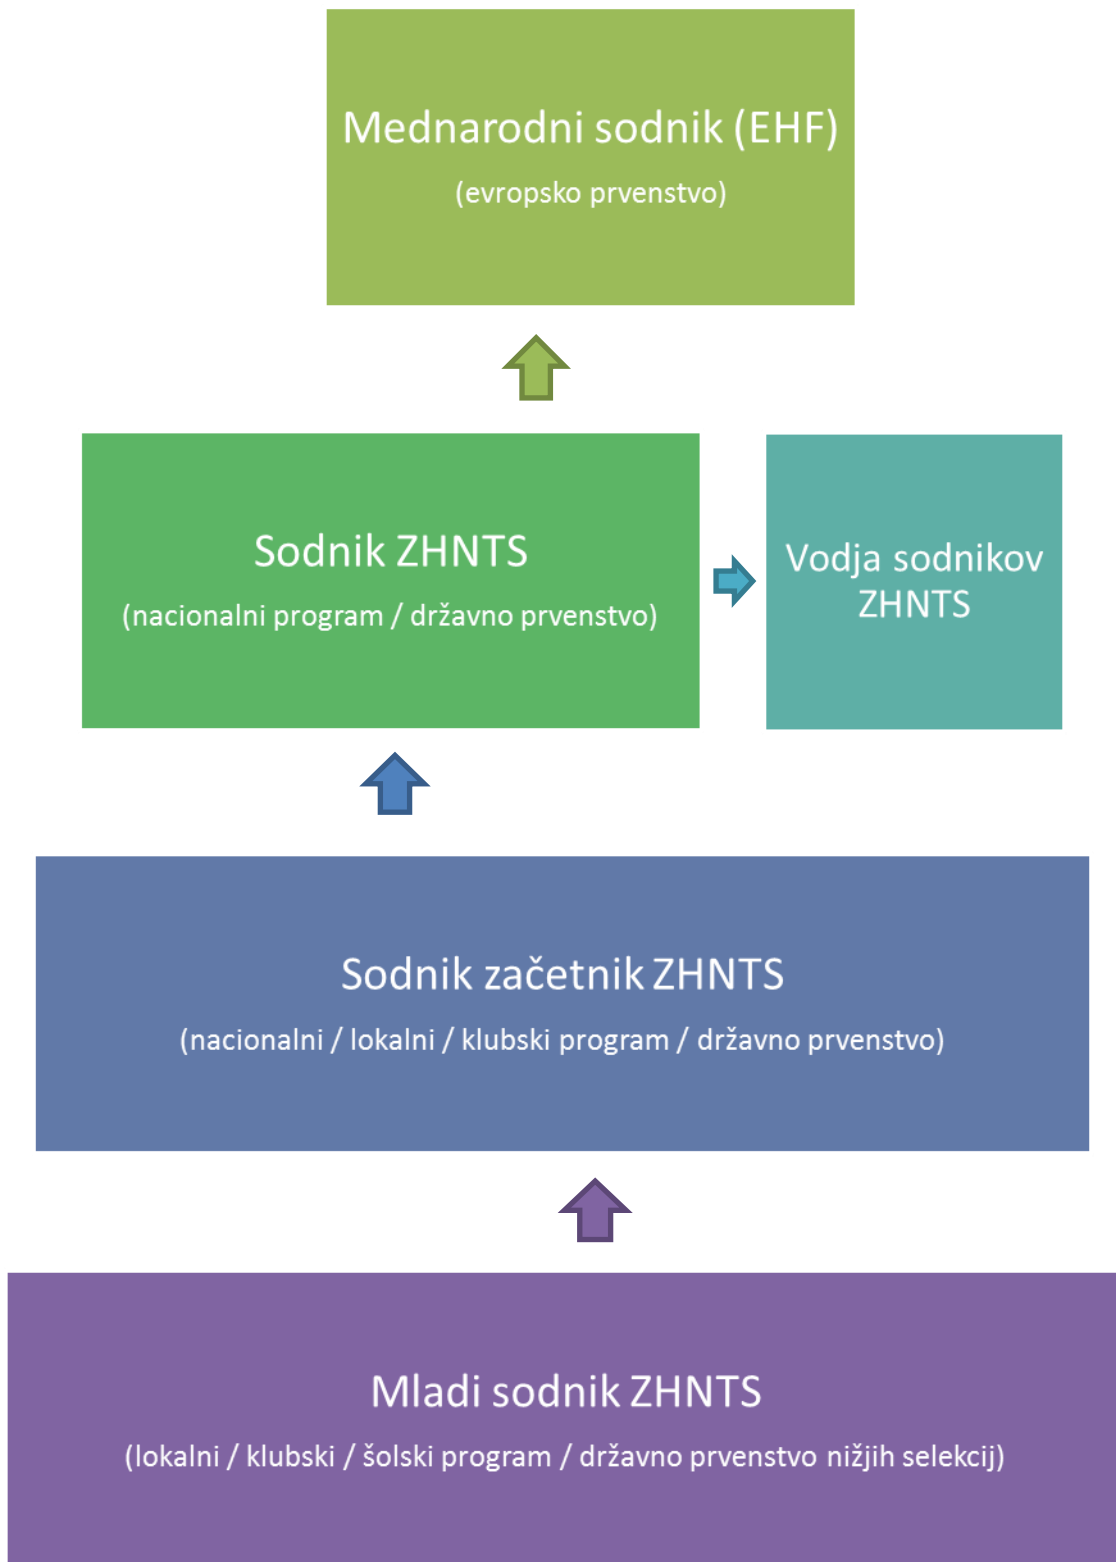 Mednarodni sodnik (EHF)
(evropsko prvenstvo)
Sodnik ZHNTS
(nacionalni program / državno prvenstvo)
Vodja sodnikov
ZHNTS
Sodnik začetnik ZHNTS
(nacionalni / lokalni / klubski program / državno prvenstvo)
Mladi sodnik ZHNTS
(lokalni / klubski / šolski program / državno prvenstvo nižjih selekcij)